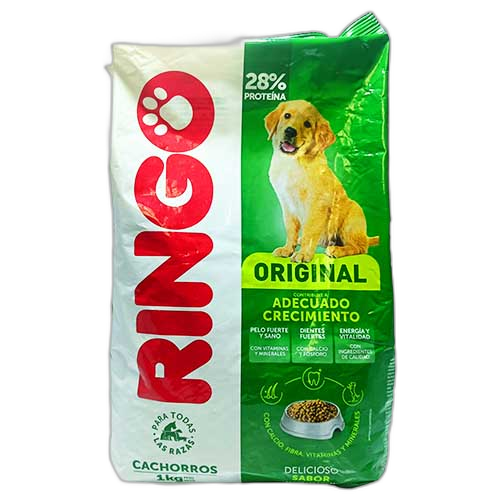 RINGO
28%
PROTEÍNA
ORIGINAL
CONTRIBUYE A
ADECUADO
CRECIMIENTO
PELO FUERTE
Y SANO
CON VITAMINAS
Y MINERALES
DIENTES
FUERTES
CON CALCIO
Y FÓSFORO
ENERGÍA Y
VITALIDAD
CON
INGREDIENTES
DE CALIDAD
CON CALCIO, FIBRA, VITAMINAS Y MINERALES
PARA TODAS
LAS RAZAS
CACHORROS
1kg
DELICIOSO
SABOR